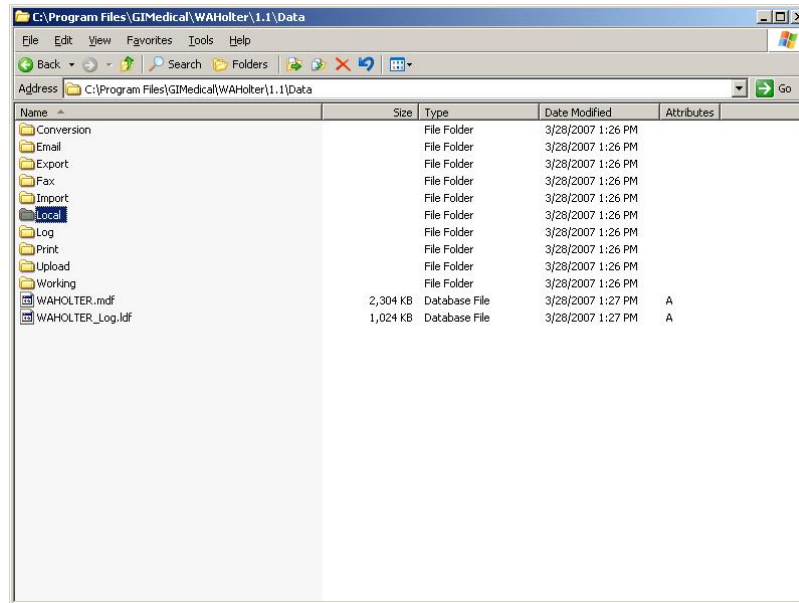 C:\Program Files\GIMedical\WAHolter\1.1\Data
File Edit View Favorites Tools Help
Back Search Folders
Address C:\Program Files\GIMedical\WAHolter\1.1\Data Go
Name Size Type Date Modified Attributes
Conversion File Folder 3/28/2007 1:26 PM
Email File Folder 3/28/2007 1:26 PM
Export File Folder 3/28/2007 1:26 PM
Fax File Folder 3/28/2007 1:26 PM
Import File Folder 3/28/2007 1:26 PM
Local File Folder 3/28/2007 1:26 PM
Log File Folder 3/28/2007 1:26 PM
Print File Folder 3/28/2007 1:26 PM
Upload File Folder 3/28/2007 1:26 PM
Working File Folder 3/28/2007 1:26 PM
WAHOLTER.mdf 2,304 KB Database File 3/28/2007 1:27 PM A
WAHOLTER_Log.ldf 1,024 KB Database File 3/28/2007 1:27 PM A